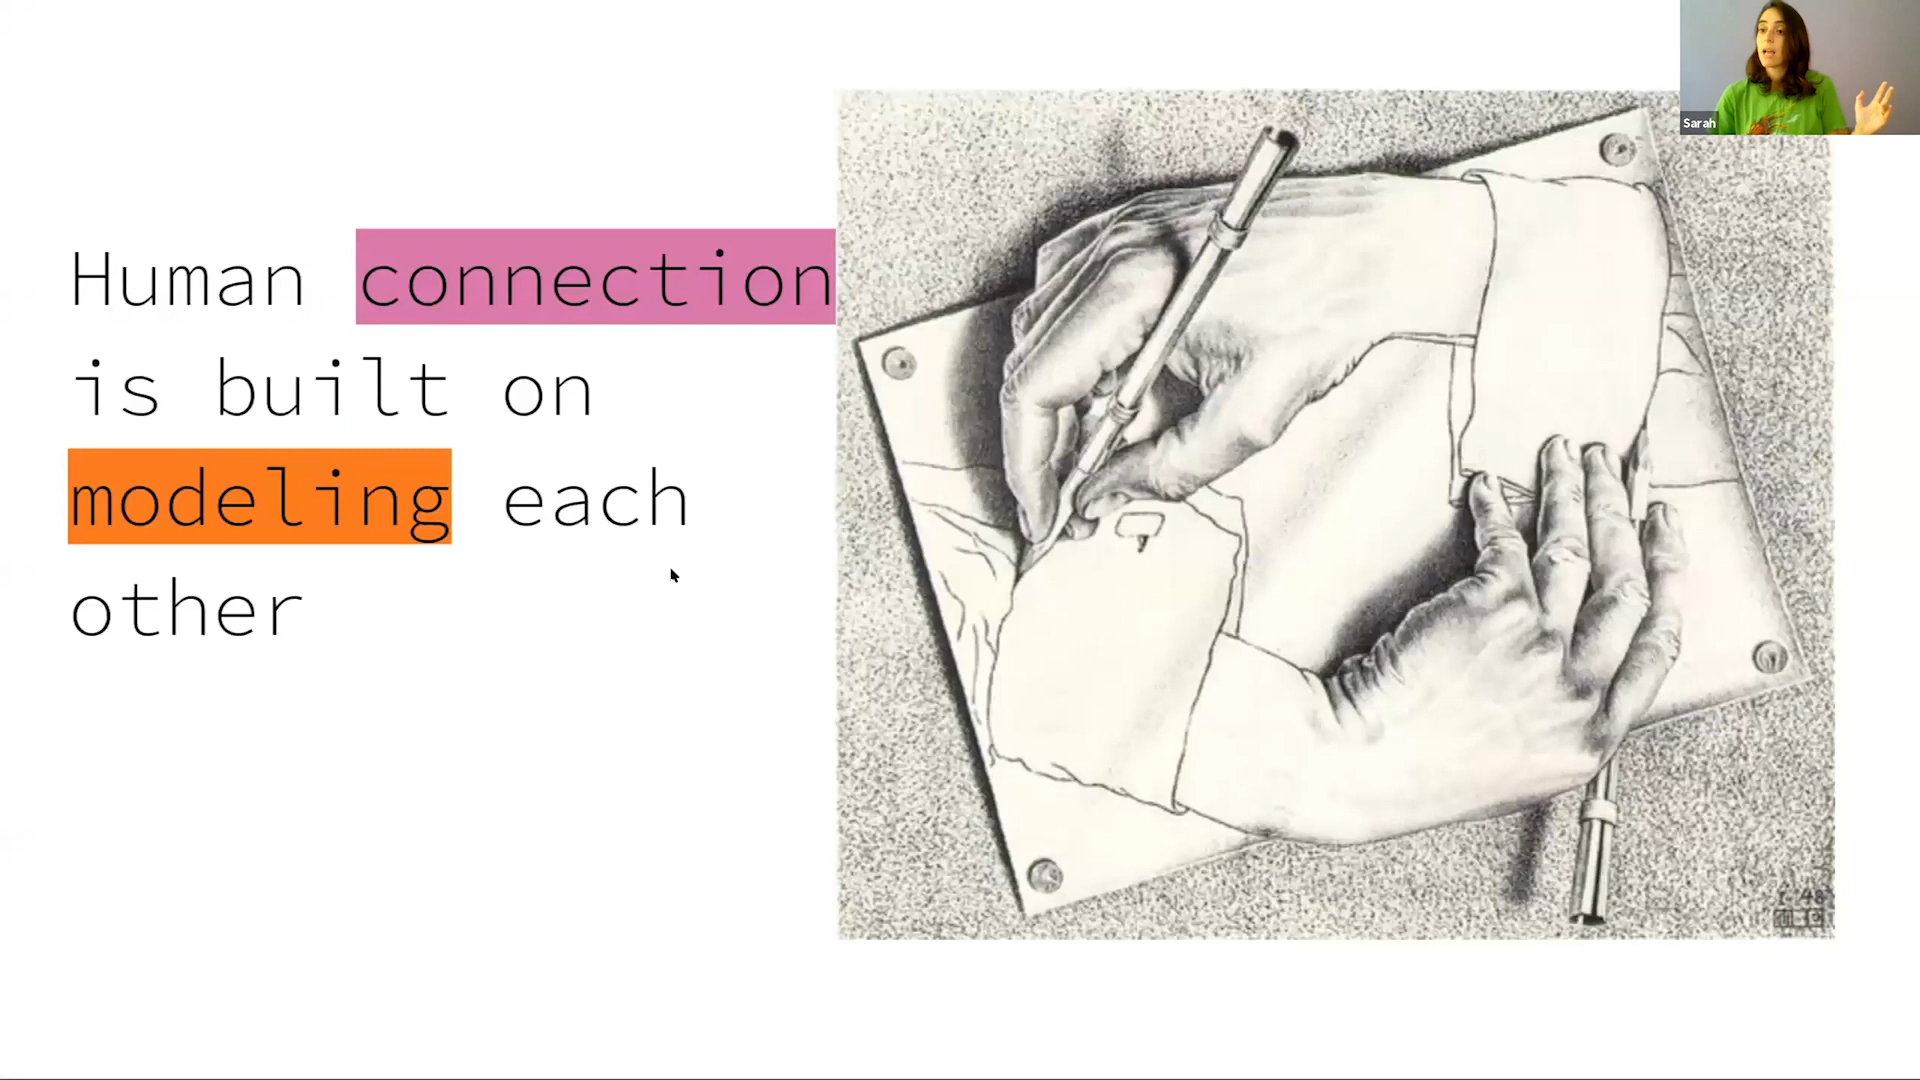 Human connection
is built on
modeling each
other
Sarah